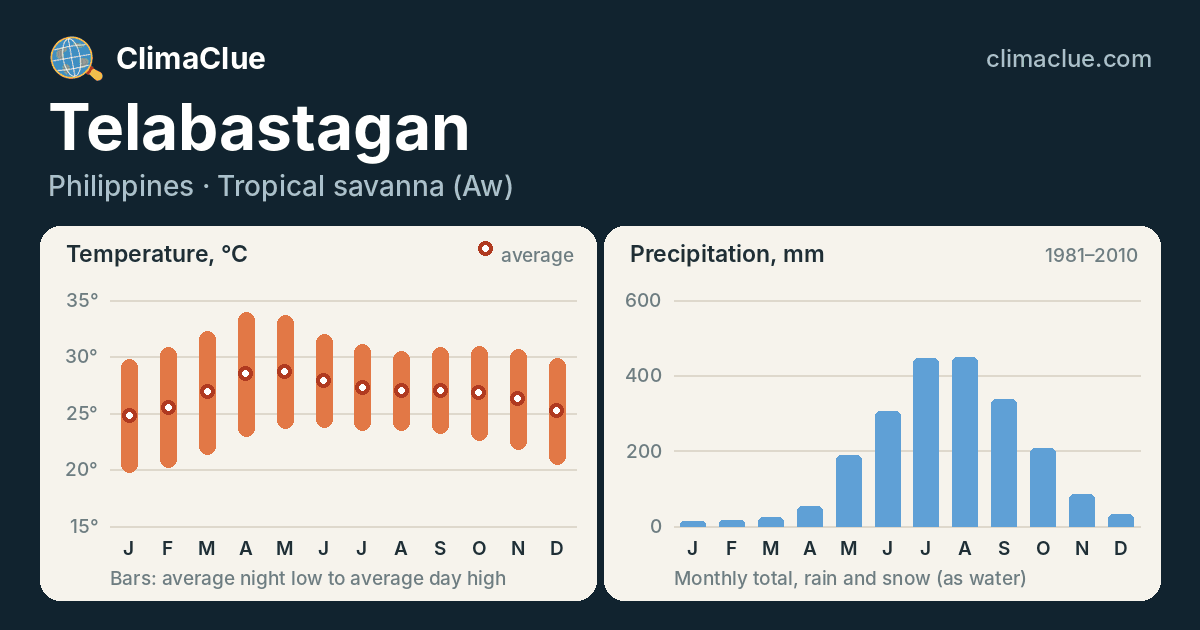 ClimaClue
climaclue.com
Telabastagan
Philippines · Tropical savanna (Aw)
Temperature, °C
average
35°
30°
25°
20°
15°
J F M A M J J A S O N D
Bars: average night low to average day high
Precipitation, mm
1981–2010
600
400
200
0
J F M A M J J A S O N D
Monthly total, rain and snow (as water)